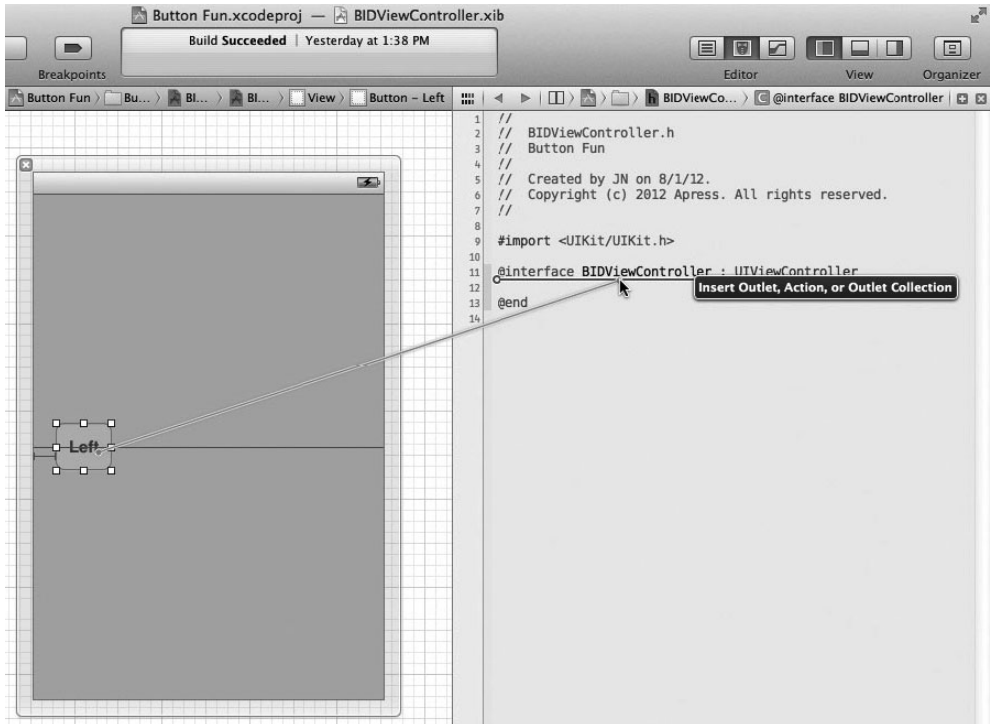 Button Fun.xcodeproj — BIDViewController.xib
Build Succeeded | Yesterday at 1:38 PM
Breakpoints
Editor
View
Organizer
Button Fun 〉 Bu... 〉 BI... 〉 BI... 〉 View 〉 Button – Left
BIDViewCo... 〉 C @interface BIDViewController
1 //
2 // BIDViewController.h
3 // Button Fun
4 //
5 // Created by JN on 8/1/12.
6 // Copyright (c) 2012 Apress. All rights reserved.
7 //
8
9 #import <UIKit/UIKit.h>
10
11 @interface BIDViewController : UIViewController
12
Insert Outlet, Action, or Outlet Collection
13 @end
14
Left